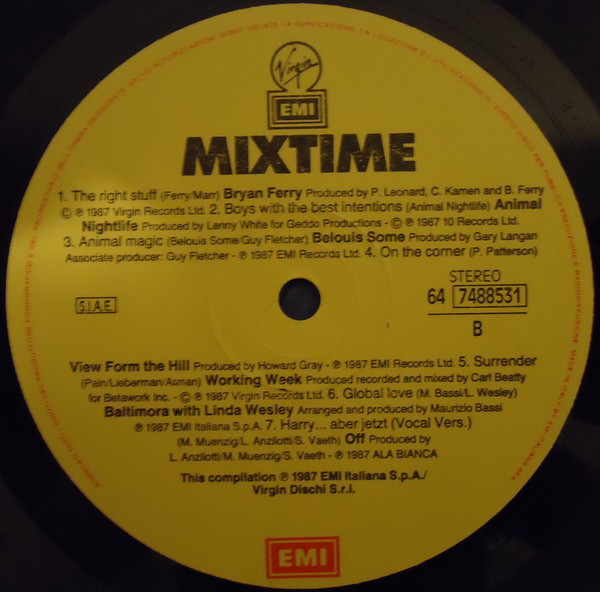 Virgin
EMI
MIXTIME
1. The right stuff (Ferry/Marr) Bryan Ferry Produced by P. Leonard, C. Kamen and B. Ferry
© ℗ 1987 Virgin Records Ltd. 2. Boys with the best intentions (Animal Nightlife) Animal
Nightlife Produced by Lenny White for Geddo Productions - © ℗ 1987 10 Records Ltd.
3. Animal magic (Belouis Some/Guy Fletcher) Belouis Some Produced by Gary Langan
Associate producer: Guy Fletcher - ℗ 1987 EMI Records Ltd. 4. On the corner (P. Patterson)
STEREO
S.I.A.E.
64 7488531
B
View Form the Hill Produced by Howard Gray - ℗ 1987 EMI Records Ltd. 5. Surrender
(Pain/Lieberman/Asman) Working Week Produced recorded and mixed by Carl Beatty
for Betawork Inc. - © ℗ 1987 Virgin Records Ltd. 6. Global love (M. Bassi/L. Wesley)
Baltimora with Linda Wesley Arranged and produced by Maurizio Bassi
℗ 1987 EMI Italiana S.p.A. 7. Harry... aber jetzt (Vocal Vers.)
(M. Muenzig/L. Anzilotti/S. Vaeth) Off Produced by
L. Anzilotti/M. Muenzig/S. Vaeth - ℗ 1987 ALA BIANCA
This compilation ℗ 1987 EMI Italiana S.p.A./
Virgin Dischi S.r.l.
EMI